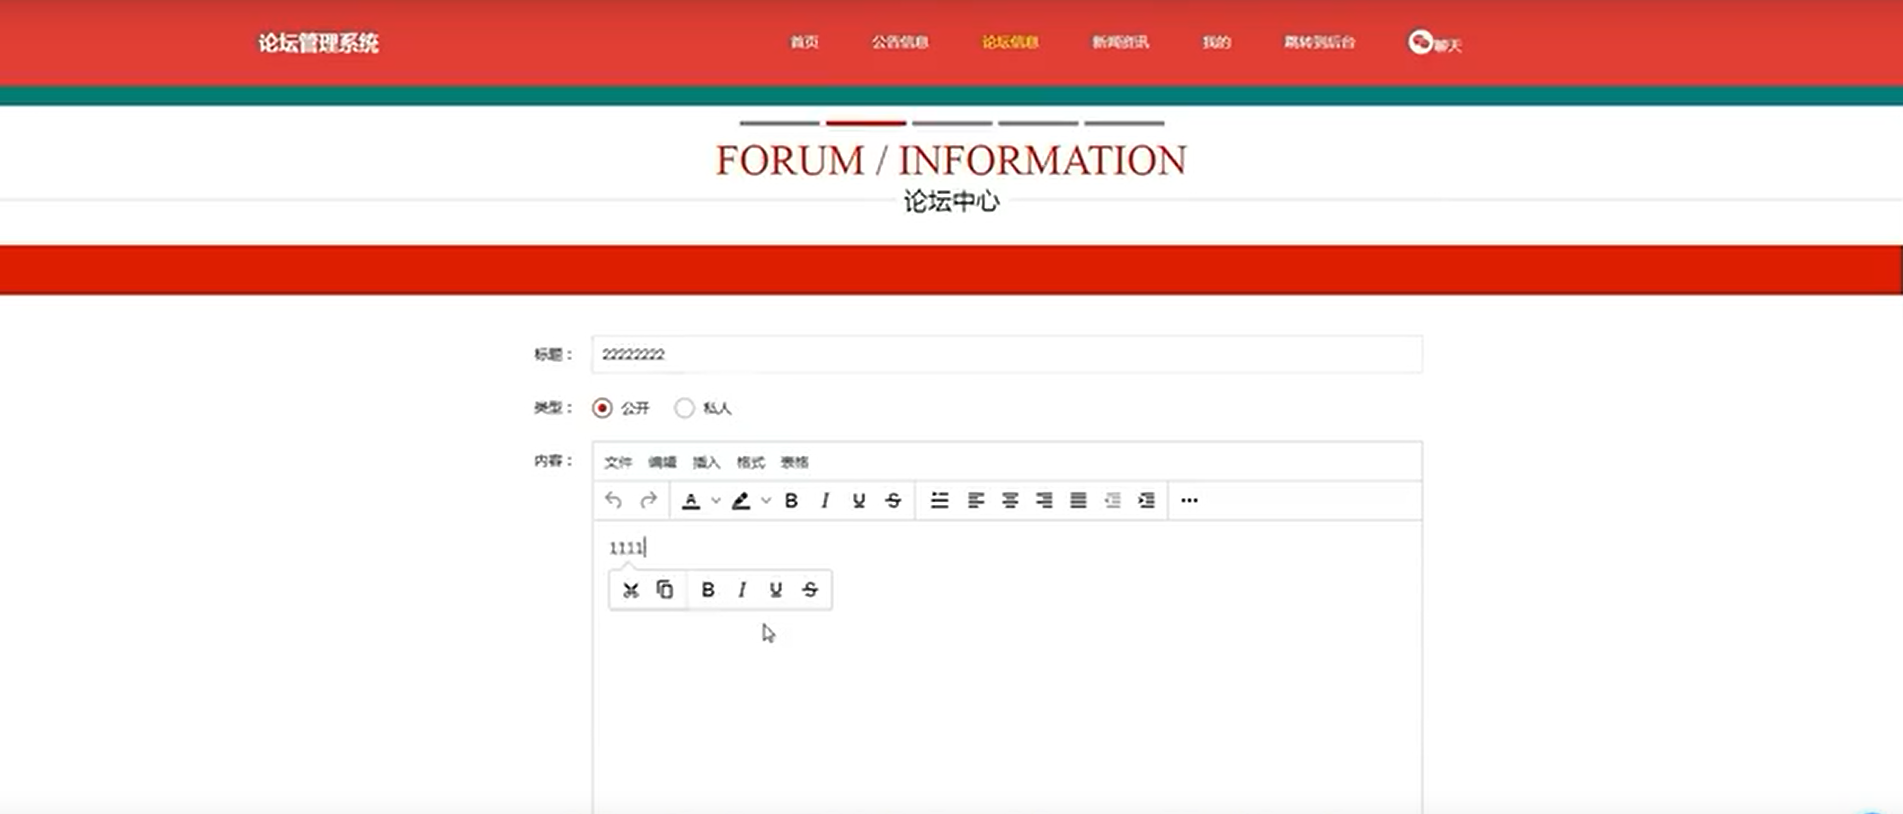 论坛管理系统 首页 公告信息 论坛信息 新闻资讯 我的 跳转到后台 聊天
FORUM / INFORMATION
论坛中心
标题： 22222222
类型： 公开 私人
内容： 文件 编辑 插入 格式 表格
A B I U S
1111
B I U S